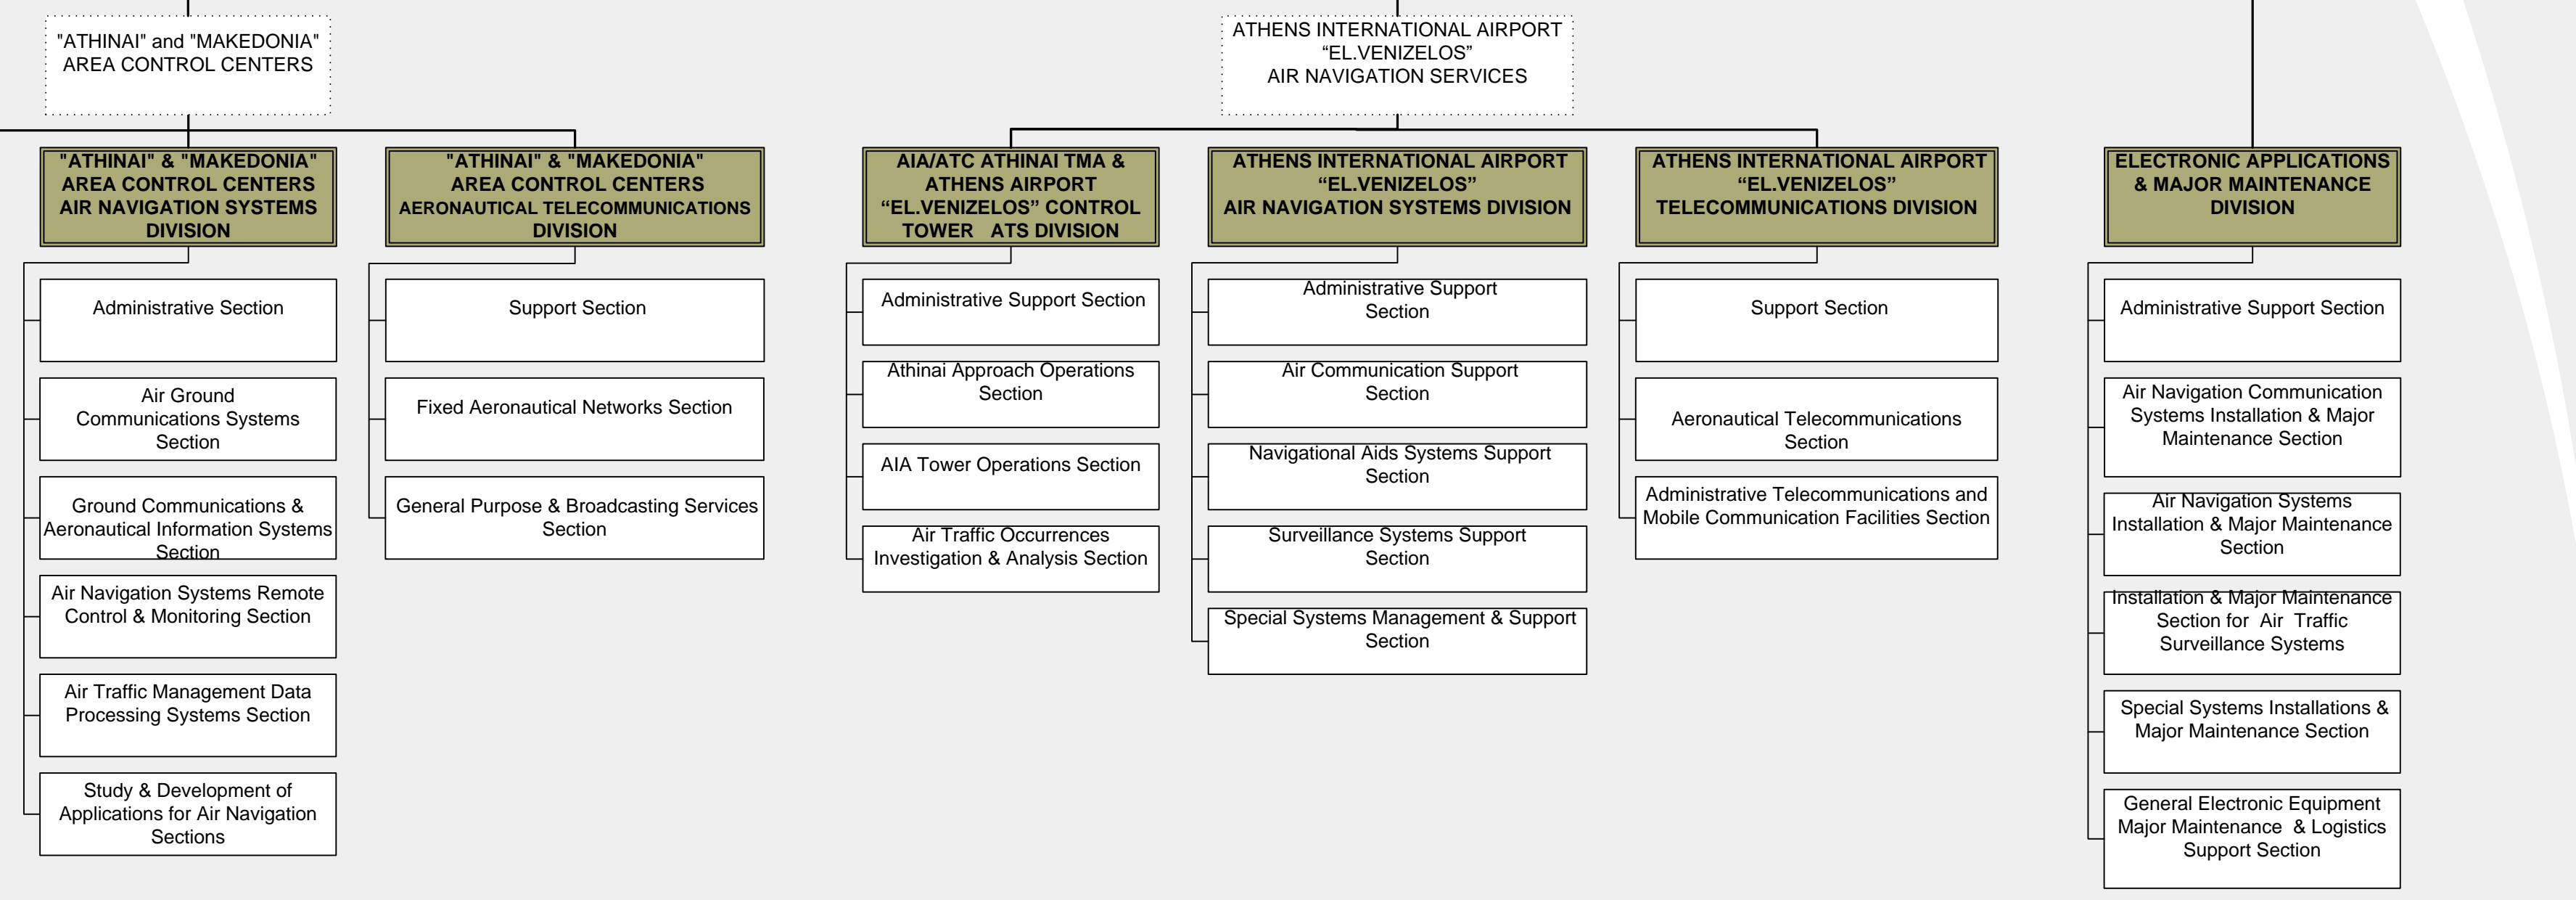 "ATHINAI" and "MAKEDONIA"
AREA CONTROL CENTERS
ATHENS INTERNATIONAL AIRPORT
“EL.VENIZELOS”
AIR NAVIGATION SERVICES
"ATHINAI" & "MAKEDONIA"
AREA CONTROL CENTERS
AIR NAVIGATION SYSTEMS
DIVISION
Administrative Section
Air Ground
Communications Systems
Section
Ground Communications &
Aeronautical Information Systems
Section
Air Navigation Systems Remote
Control & Monitoring Section
Air Traffic Management Data
Processing Systems Section
Study & Development of
Applications for Air Navigation
Sections
"ATHINAI" & "MAKEDONIA"
AREA CONTROL CENTERS
AERONAUTICAL TELECOMMUNICATIONS
DIVISION
Support Section
Fixed Aeronautical Networks Section
General Purpose & Broadcasting Services
Section
AIA/ATC ATHINAI TMA &
ATHENS AIRPORT
“EL.VENIZELOS” CONTROL
TOWER ATS DIVISION
Administrative Support Section
Athinai Approach Operations
Section
AIA Tower Operations Section
Air Traffic Occurrences
Investigation & Analysis Section
ATHENS INTERNATIONAL AIRPORT
“EL.VENIZELOS”
AIR NAVIGATION SYSTEMS DIVISION
Administrative Support
Section
Air Communication Support
Section
Navigational Aids Systems Support
Section
Surveillance Systems Support
Section
Special Systems Management & Support
Section
ATHENS INTERNATIONAL AIRPORT
“EL.VENIZELOS”
TELECOMMUNICATIONS DIVISION
Support Section
Aeronautical Telecommunications
Section
Administrative Telecommunications and
Mobile Communication Facilities Section
ELECTRONIC APPLICATIONS
& MAJOR MAINTENANCE
DIVISION
Administrative Support Section
Air Navigation Communication
Systems Installation & Major
Maintenance Section
Air Navigation Systems
Installation & Major Maintenance
Section
Installation & Major Maintenance
Section for Air Traffic
Surveillance Systems
Special Systems Installations &
Major Maintenance Section
General Electronic Equipment
Major Maintenance & Logistics
Support Section